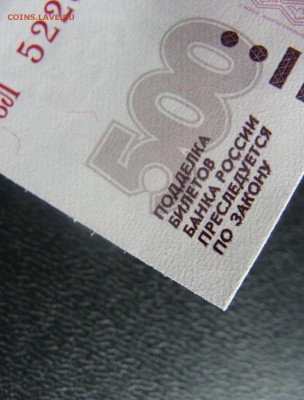 COINS.LAVE.RU
500
ПОДДЕЛКА
БИЛЕТОВ
БАНКА РОССИИ
ПРЕСЛЕДУЕТСЯ
ПО ЗАКОНУ